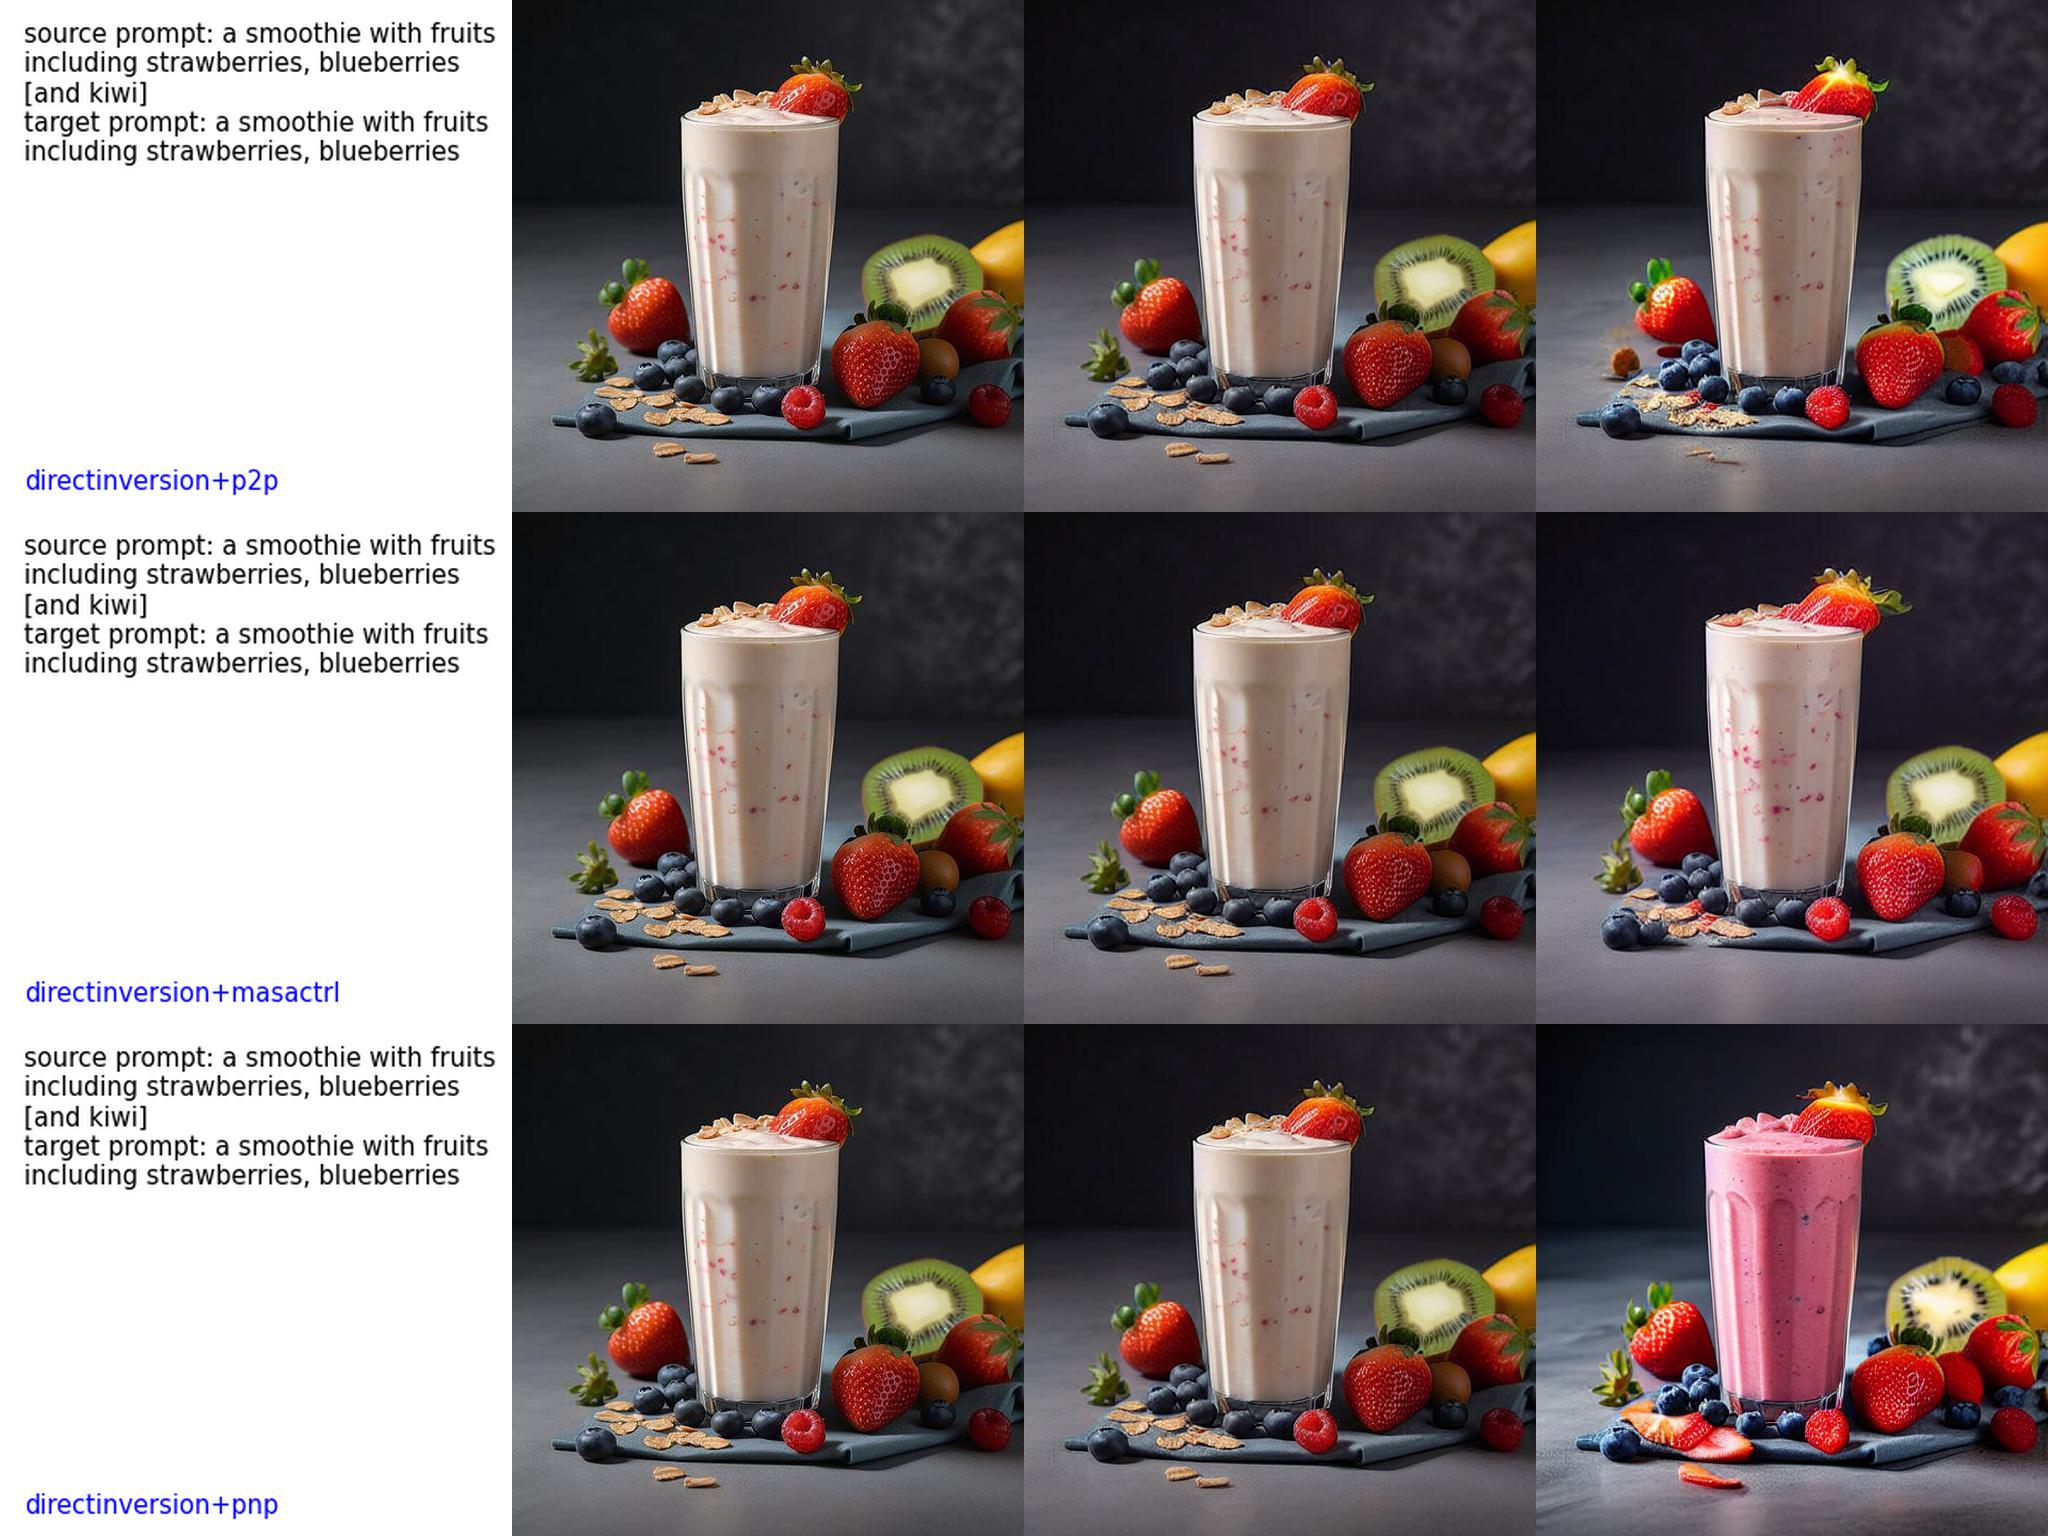 source prompt: a smoothie with fruits
including strawberries, blueberries
[and kiwi]
target prompt: a smoothie with fruits
including strawberries, blueberries
directinversion+p2p
source prompt: a smoothie with fruits
including strawberries, blueberries
[and kiwi]
target prompt: a smoothie with fruits
including strawberries, blueberries
directinversion+masactrl
source prompt: a smoothie with fruits
including strawberries, blueberries
[and kiwi]
target prompt: a smoothie with fruits
including strawberries, blueberries
directinversion+pnp